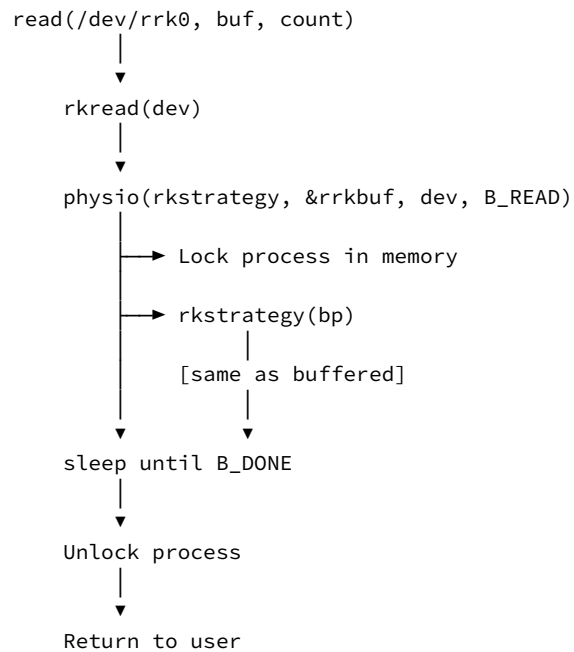 read(/dev/rrk0, buf, count)
rkread(dev)
physio(rkstrategy, &rrkbuf, dev, B_READ)
Lock process in memory
rkstrategy(bp)
[same as buffered]
sleep until B_DONE
Unlock process
Return to user